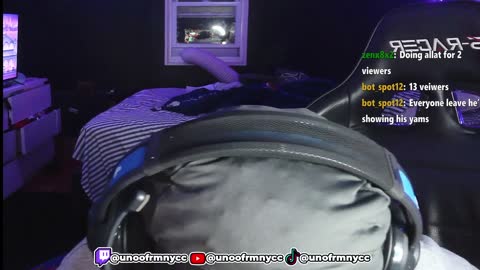 S-RACER
zenx8x2: Doing allat for 2
viewers
bot spot12: 13 veiwers
bot spot12: Everyone leave he'
showing his yams
@unoofrmnycc @unoofrmnycc @unoofrmnycc